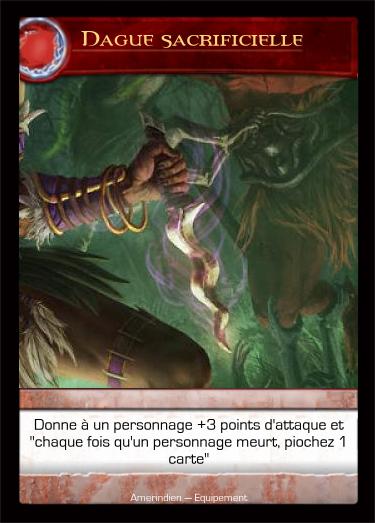 Dague sacrificielle
Donne à un personnage +3 points d'attaque et
"chaque fois qu'un personnage meurt, piochez 1
carte"
Amerindien — Equipement